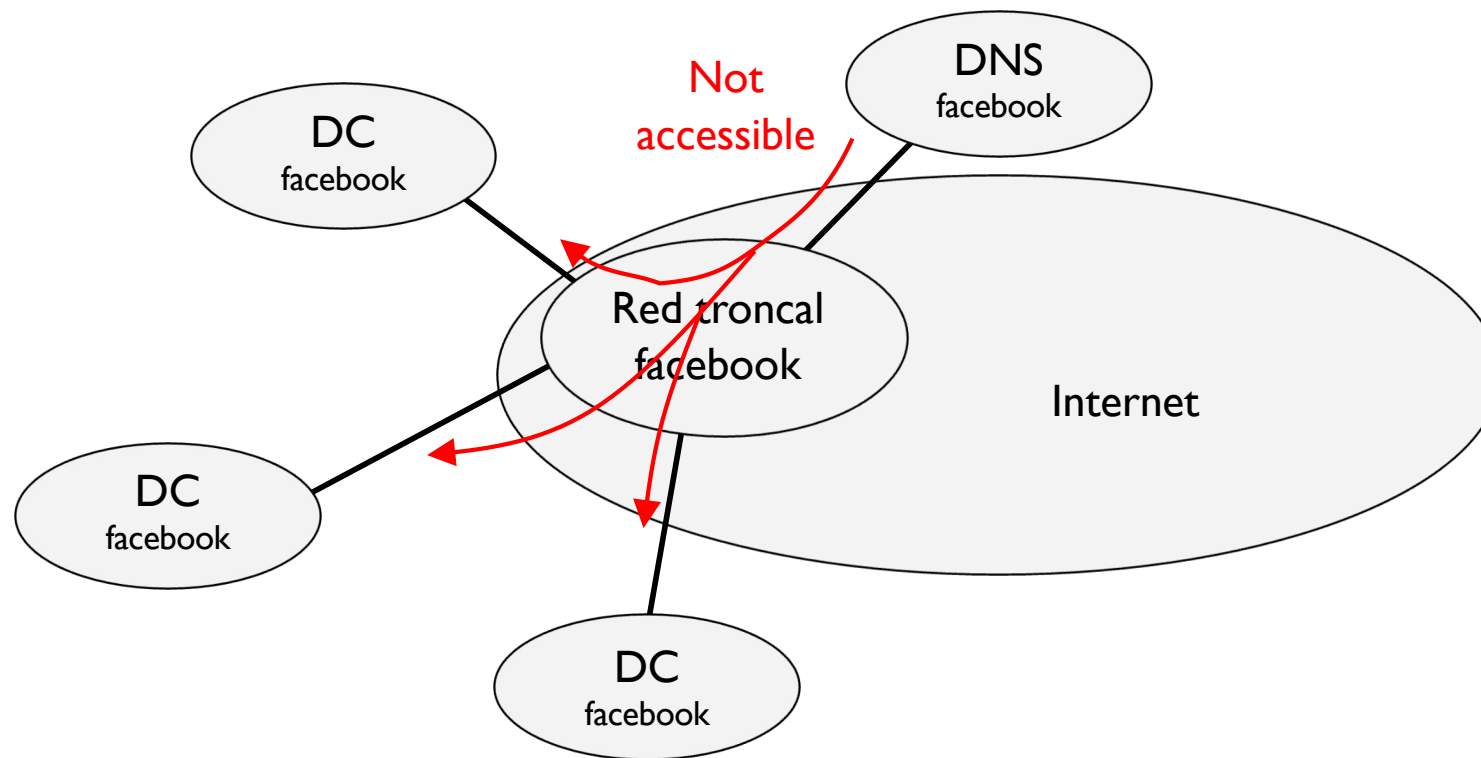 Not
accessible
DNS
facebook
DC
facebook
Red troncal
facebook
Internet
DC
facebook
DC
facebook